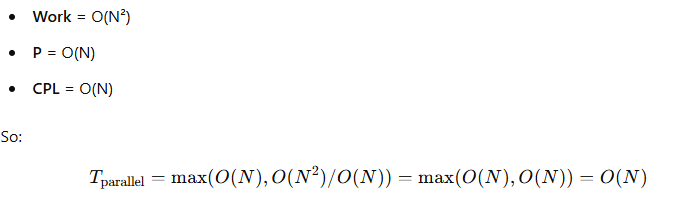 • Work = O(N²)
• P = O(N)
• CPL = O(N)
So:
T_parallel = max(O(N), O(N²)/O(N)) = max(O(N), O(N)) = O(N)